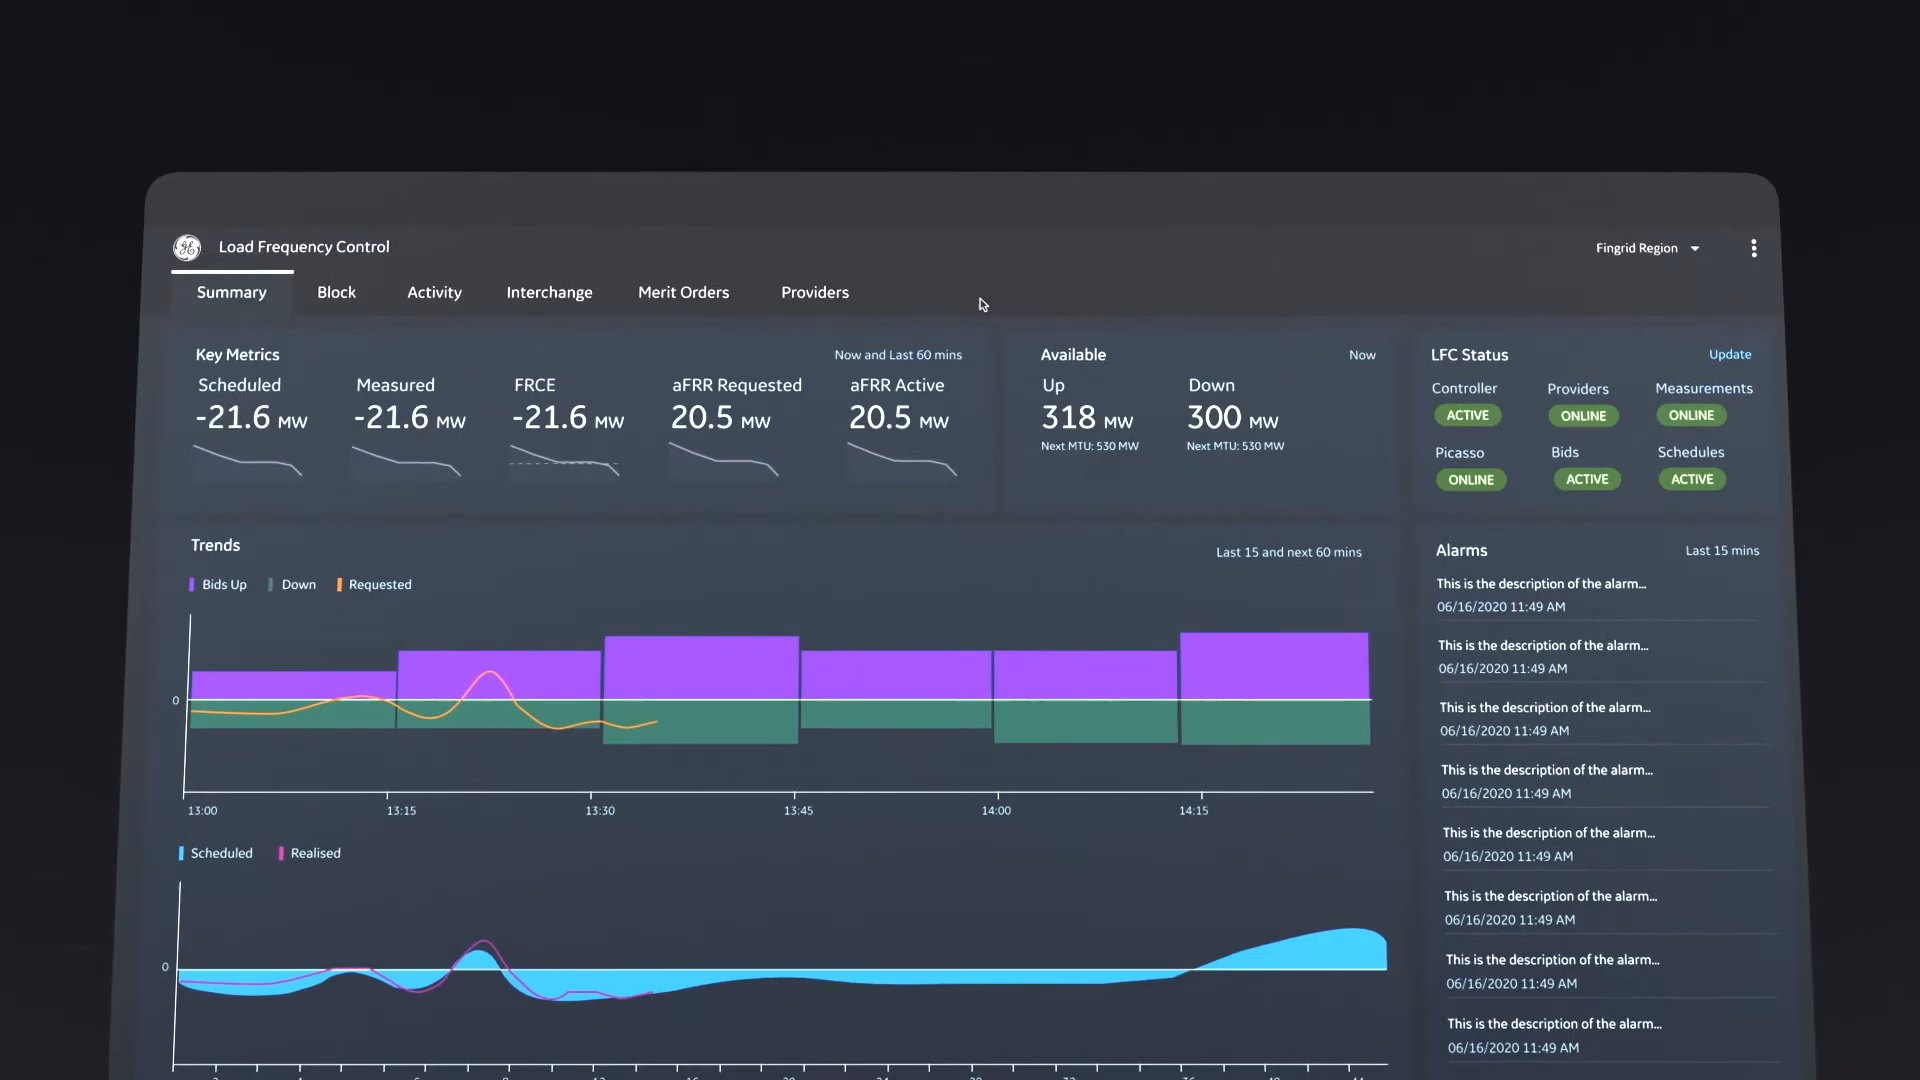 Load Frequency Control
Fingrid Region
Summary Block Activity Interchange Merit Orders Providers
Key Metrics Now and Last 60 mins
Scheduled Measured FRCE aFRR Requested aFRR Active
-21.6 MW -21.6 MW -21.6 MW 20.5 MW 20.5 MW
Available Now
Up Down
318 MW 300 MW
Next MTU: 530 MW Next MTU: 530 MW
LFC Status Update
Controller Providers Measurements
ACTIVE ONLINE ONLINE
Picasso Bids Schedules
ONLINE ACTIVE ACTIVE
Trends Last 15 and next 60 mins
Bids Up Down Requested
0
13:00 13:15 13:30 13:45 14:00 14:15
Scheduled Realised
0
Alarms Last 15 mins
This is the description of the alarm...
06/16/2020 11:49 AM
This is the description of the alarm...
06/16/2020 11:49 AM
This is the description of the alarm...
06/16/2020 11:49 AM
This is the description of the alarm...
06/16/2020 11:49 AM
This is the description of the alarm...
06/16/2020 11:49 AM
This is the description of the alarm...
06/16/2020 11:49 AM
This is the description of the alarm...
06/16/2020 11:49 AM
This is the description of the alarm...
06/16/2020 11:49 AM